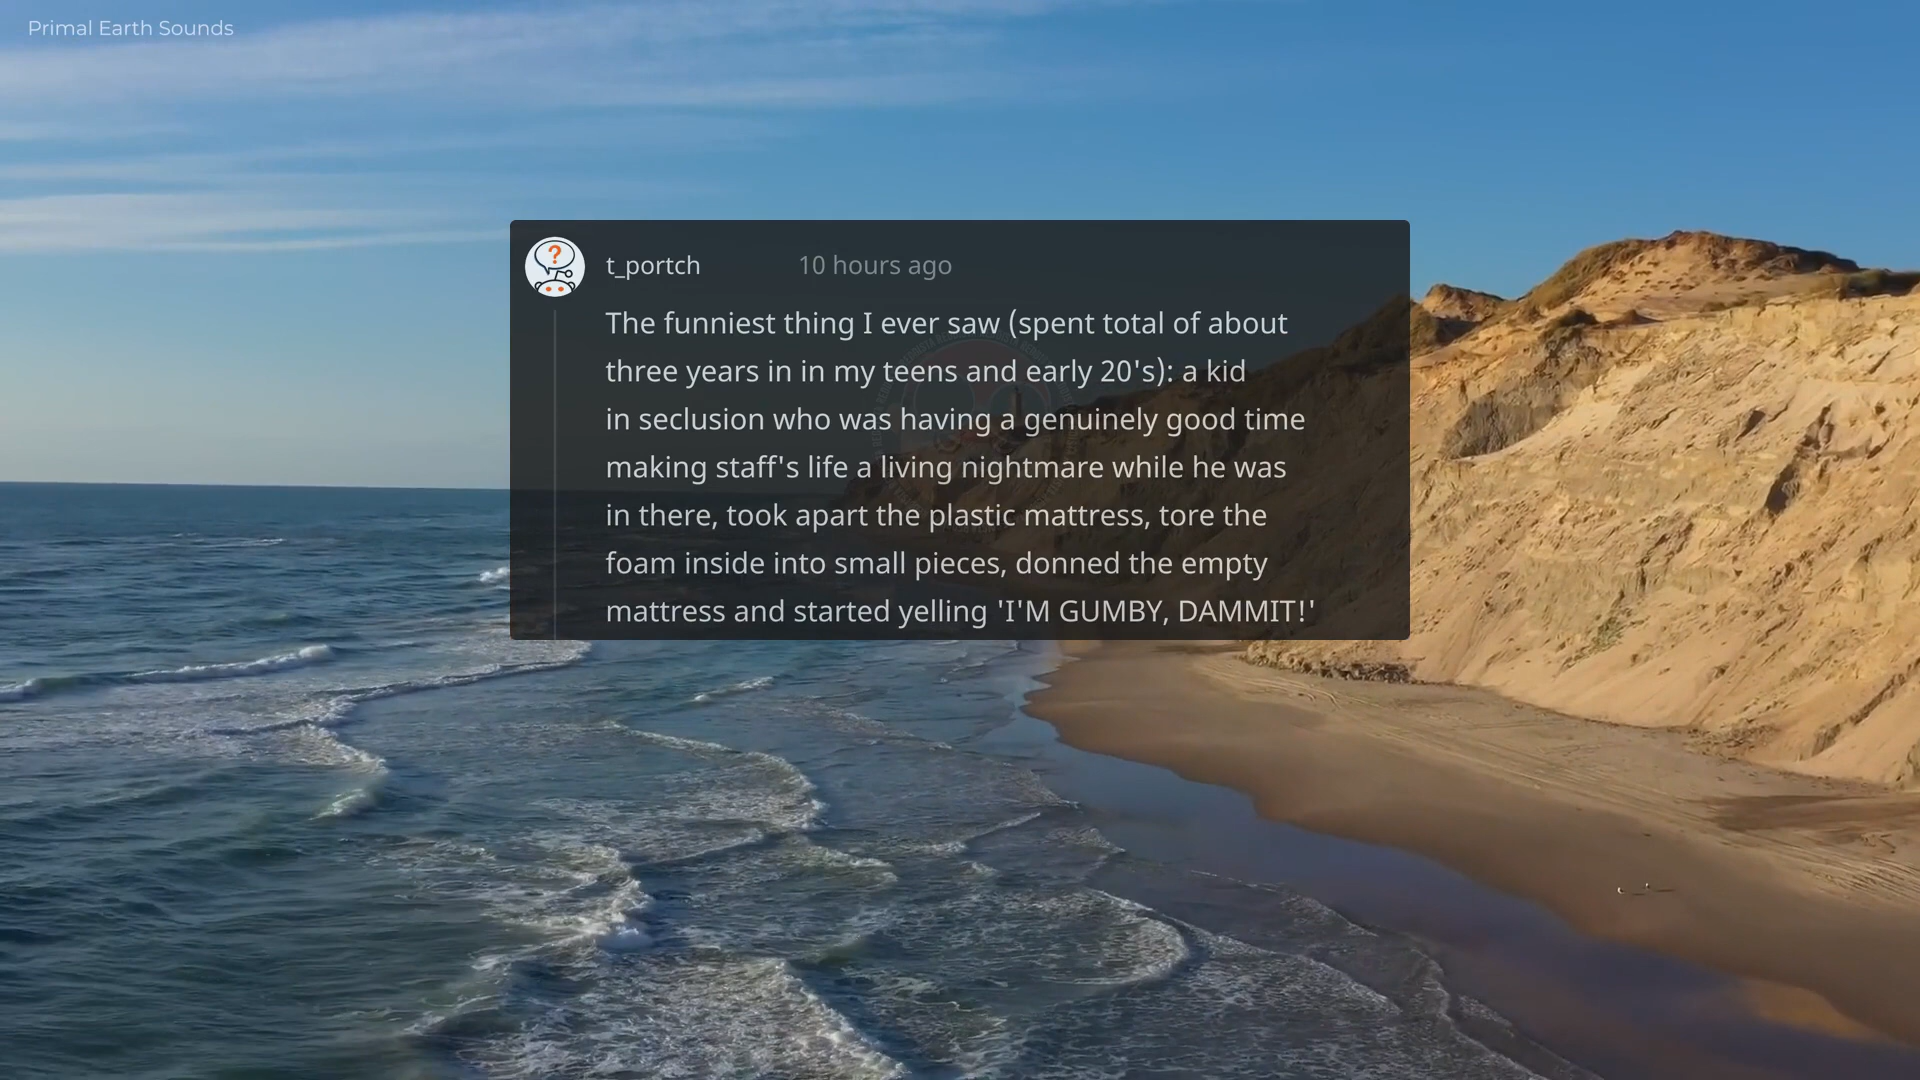 Primal Earth Sounds
t_portch 10 hours ago
The funniest thing I ever saw (spent total of about
three years in in my teens and early 20's): a kid
in seclusion who was having a genuinely good time
making staff's life a living nightmare while he was
in there, took apart the plastic mattress, tore the
foam inside into small pieces, donned the empty
mattress and started yelling 'I'M GUMBY, DAMMIT!'